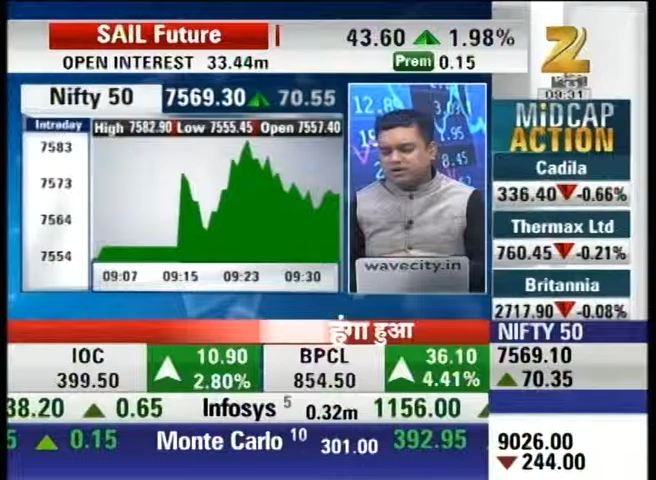 SAIL Future
43.60 1.98%
OPEN INTEREST 33.44m
Prem 0.15
09:31
Nifty 50 7569.30 70.55
Intraday High 7582.90 Low 7555.45 Open 7557.40
7583
7573
7564
7554
09:07 09:15 09:23 09:30
wavecity.in
MiDCAP
ACTION
Cadila
336.40 -0.66%
Thermax Ltd
760.45 -0.21%
Britannia
2717.90 -0.08%
हंगा हुआ
NIFTY 50
7569.10
70.35
IOC 10.90 BPCL 36.10
399.50 2.80% 854.50 4.41%
38.20 0.65 Infosys 5 0.32m 1156.00
5 0.15 Monte Carlo 10 301.00 392.95
9026.00
244.00